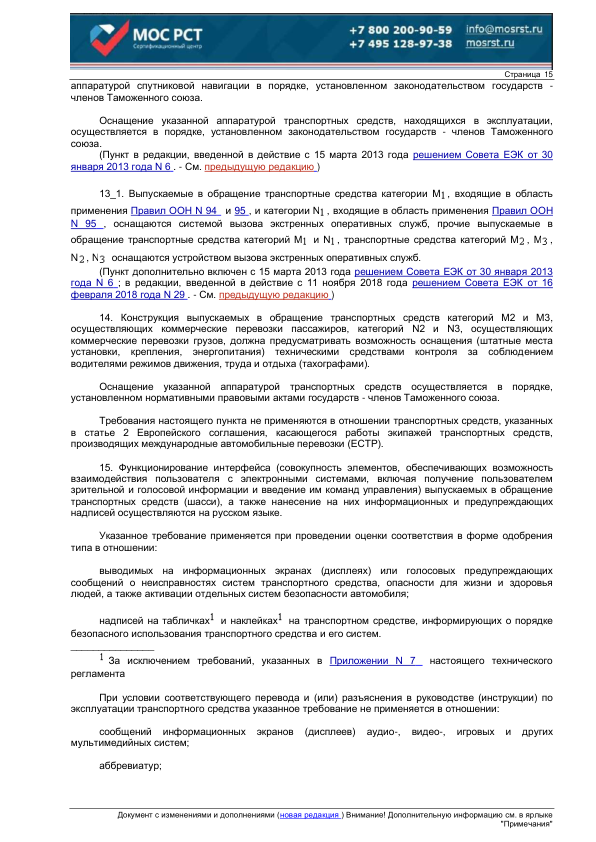 МОС РСТ
Сертификационный центр
+7 800 200-90-59 info@mosrst.ru
+7 495 128-97-38 mosrst.ru
Страница 15
аппаратурой спутниковой навигации в порядке, установленном законодательством государств -
членов Таможенного союза.
Оснащение указанной аппаратурой транспортных средств, находящихся в эксплуатации,
осуществляется в порядке, установленном законодательством государств - членов Таможенного
союза.
(Пункт в редакции, введенной в действие с 15 марта 2013 года решением Совета ЕЭК от 30
января 2013 года N 6 . - См. предыдущую редакцию )
13_1. Выпускаемые в обращение транспортные средства категории M1 , входящие в область
применения Правил ООН N 94 и 95 , и категории N1 , входящие в область применения Правил ООН
N 95 , оснащаются системой вызова экстренных оперативных служб, прочие выпускаемые в
обращение транспортные средства категорий M1 и N1 , транспортные средства категорий M2 , M3 ,
N2 , N3 оснащаются устройством вызова экстренных оперативных служб.
(Пункт дополнительно включен с 15 марта 2013 года решением Совета ЕЭК от 30 января 2013
года N 6 ; в редакции, введенной в действие с 11 ноября 2018 года решением Совета ЕЭК от 16
февраля 2018 года N 29 . - См. предыдущую редакцию )
14. Конструкция выпускаемых в обращение транспортных средств категорий М2 и М3,
осуществляющих коммерческие перевозки пассажиров, категорий N2 и N3, осуществляющих
коммерческие перевозки грузов, должна предусматривать возможность оснащения (штатные места
установки, крепления, энергопитания) техническими средствами контроля за соблюдением
водителями режимов движения, труда и отдыха (тахографами).
Оснащение указанной аппаратурой транспортных средств осуществляется в порядке,
установленном нормативными правовыми актами государств - членов Таможенного союза.
Требования настоящего пункта не применяются в отношении транспортных средств, указанных
в статье 2 Европейского соглашения, касающегося работы экипажей транспортных средств,
производящих международные автомобильные перевозки (ЕСТР).
15. Функционирование интерфейса (совокупность элементов, обеспечивающих возможность
взаимодействия пользователя с электронными системами, включая получение пользователем
зрительной и голосовой информации и введение им команд управления) выпускаемых в обращение
транспортных средств (шасси), а также нанесение на них информационных и предупреждающих
надписей осуществляются на русском языке.
Указанное требование применяется при проведении оценки соответствия в форме одобрения
типа в отношении:
выводимых на информационных экранах (дисплеях) или голосовых предупреждающих
сообщений о неисправностях систем транспортного средства, опасности для жизни и здоровья
людей, а также активации отдельных систем безопасности автомобиля;
надписей на табличках1 и наклейках1 на транспортном средстве, информирующих о порядке
безопасного использования транспортного средства и его систем.
1 За исключением требований, указанных в Приложении N 7 настоящего технического
регламента
При условии соответствующего перевода и (или) разъяснения в руководстве (инструкции) по
эксплуатации транспортного средства указанное требование не применяется в отношении:
сообщений информационных экранов (дисплеев) аудио-, видео-, игровых и других
мультимедийных систем;
аббревиатур;
Документ с изменениями и дополнениями (новая редакция ) Внимание! Дополнительную информацию см. в ярлыке
"Примечания"